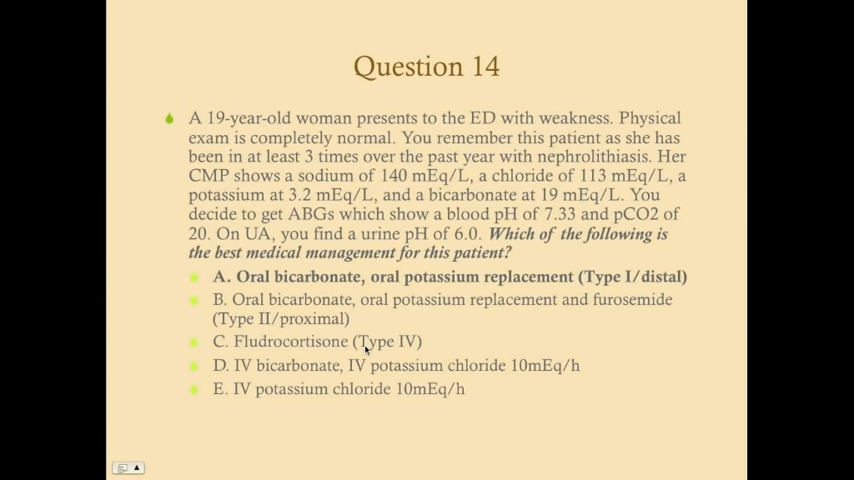 Question 14
A 19-year-old woman presents to the ED with weakness. Physical
exam is completely normal. You remember this patient as she has
been in at least 3 times over the past year with nephrolithiasis. Her
CMP shows a sodium of 140 mEq/L, a chloride of 113 mEq/L, a
potassium at 3.2 mEq/L, and a bicarbonate at 19 mEq/L. You
decide to get ABGs which show a blood pH of 7.33 and pCO2 of
20. On UA, you find a urine pH of 6.0. Which of the following is
the best medical management for this patient?
A. Oral bicarbonate, oral potassium replacement (Type I/distal)
B. Oral bicarbonate, oral potassium replacement and furosemide
(Type II/proximal)
C. Fludrocortisone (Type IV)
D. IV bicarbonate, IV potassium chloride 10mEq/h
E. IV potassium chloride 10mEq/h